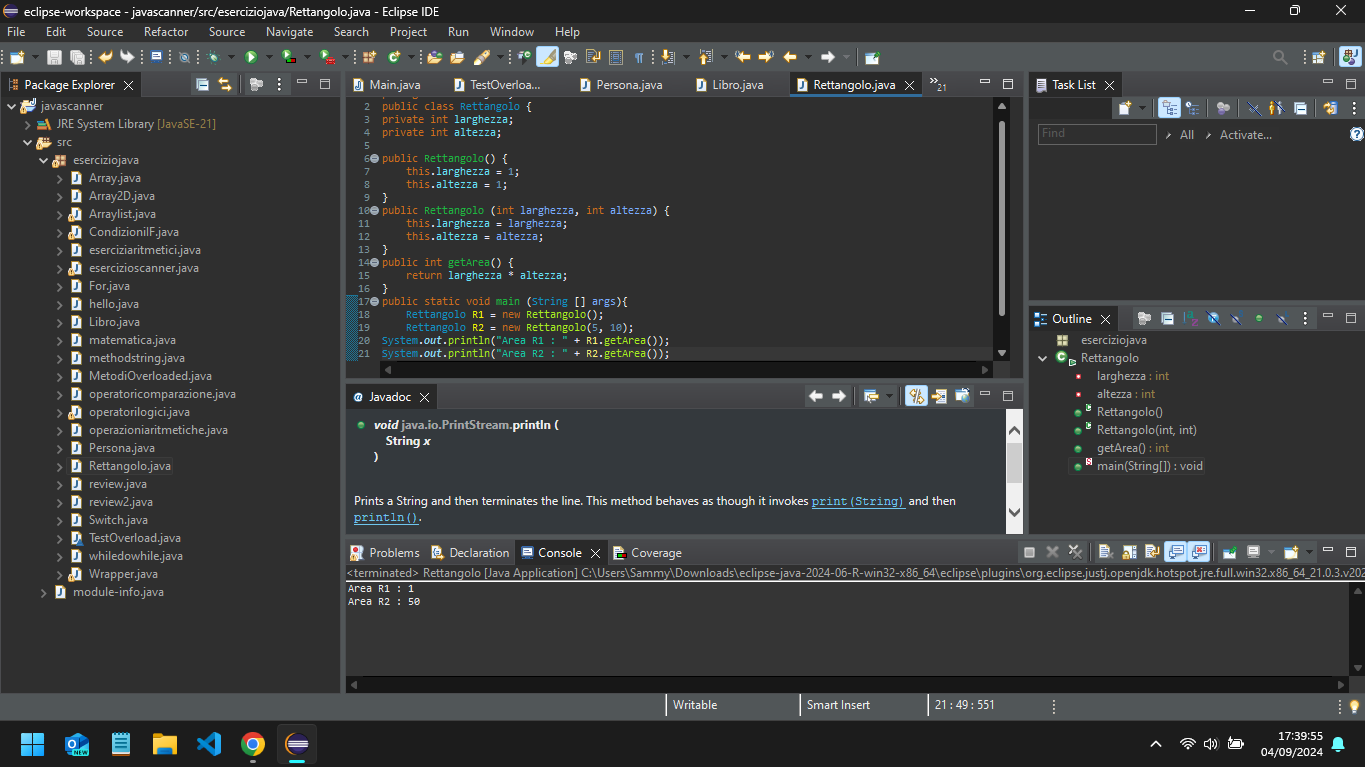 eclipse-workspace - javascanner/src/eserciziojava/Rettangolo.java - Eclipse IDE
File Edit Source Refactor Source Navigate Search Project Run Window Help
Package Explorer
javascanner
JRE System Library [JavaSE-21]
src
eserciziojava
Array.java
Array2D.java
Arraylist.java
CondizioniIF.java
eserciziaritmetici.java
esercizioscanner.java
For.java
hello.java
Libro.java
matematica.java
methodstring.java
MetodiOverloaded.java
operatoricomparazione.java
operatorilogici.java
operazioniaritmetiche.java
Persona.java
Rettangolo.java
review.java
review2.java
Switch.java
TestOverload.java
whiledowhile.java
Wrapper.java
module-info.java
Main.java TestOverloa... Persona.java Libro.java Rettangolo.java »21
2 public class Rettangolo {
3 private int larghezza;
4 private int altezza;
5
6 public Rettangolo() {
7 this.larghezza = 1;
8 this.altezza = 1;
9 }
10 public Rettangolo (int larghezza, int altezza) {
11 this.larghezza = larghezza;
12 this.altezza = altezza;
13 }
14 public int getArea() {
15 return larghezza * altezza;
16 }
17 public static void main (String [] args){
18 Rettangolo R1 = new Rettangolo();
19 Rettangolo R2 = new Rettangolo(5, 10);
20 System.out.println("Area R1 : " + R1.getArea());
21 System.out.println("Area R2 : " + R2.getArea());
@ Javadoc
void java.io.PrintStream.println (
String x
)
Prints a String and then terminates the line. This method behaves as though it invokes print(String) and then
println().
Problems Declaration Console Coverage
<terminated> Rettangolo [Java Application] C:\Users\Sammy\Downloads\eclipse-java-2024-06-R-win32-x86_64\eclipse\plugins\org.eclipse.justj.openjdk.hotspot.jre.full.win32.x86_64_21.0.3.v202
Area R1 : 1
Area R2 : 50
Task List
Find All Activate...
Outline
eserciziojava
Rettangolo
larghezza : int
altezza : int
Rettangolo()
Rettangolo(int, int)
getArea() : int
main(String[]) : void
Writable Smart Insert 21 : 49 : 551
NEW
17:39:55
04/09/2024